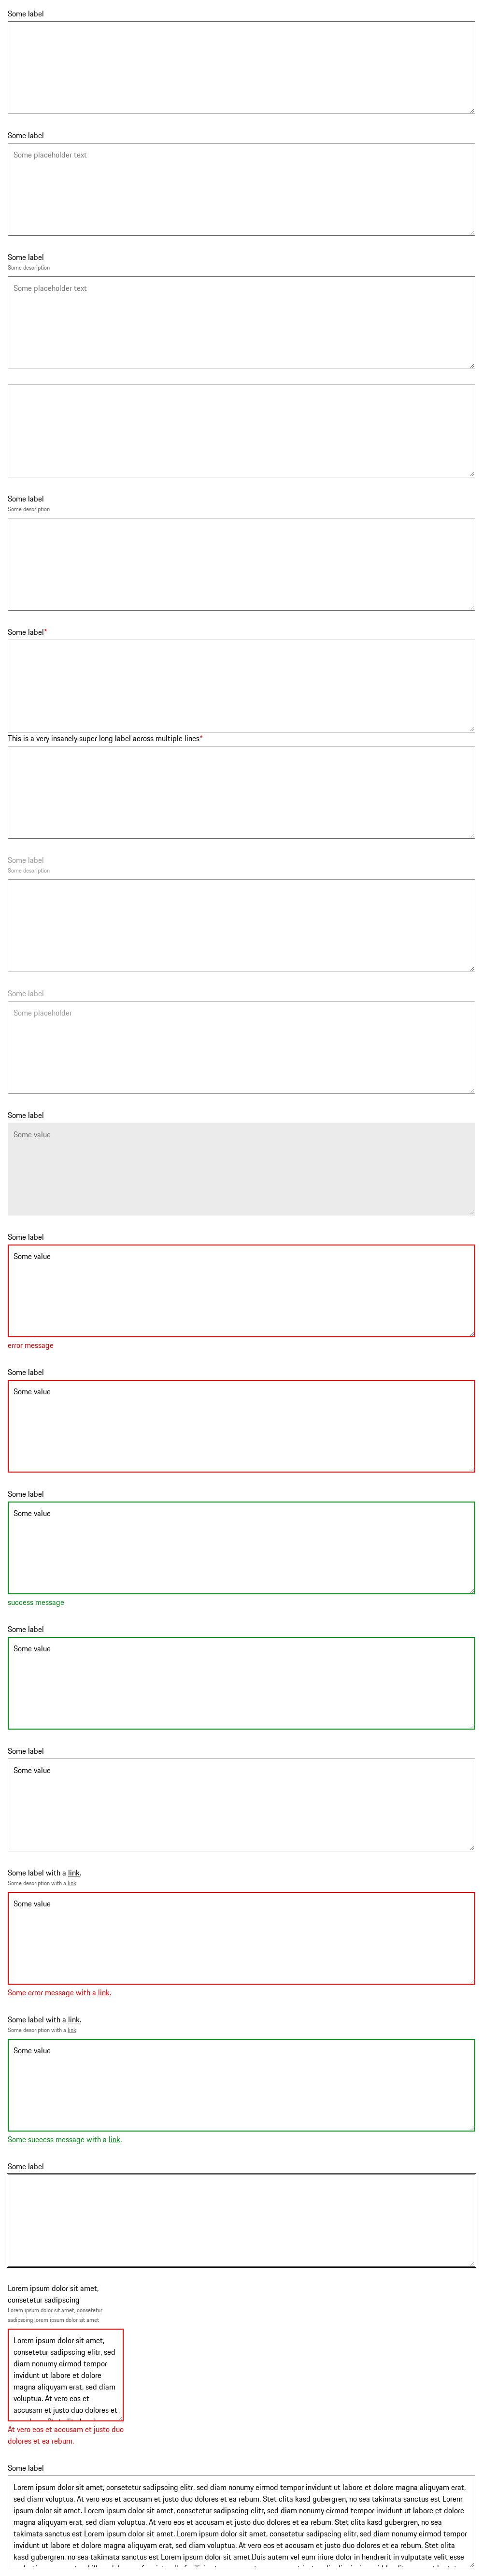 Some label
Some label
Some placeholder text
Some label
Some description
Some placeholder text
Some label
Some description
Some label*
This is a very insanely super long label across multiple lines*
Some label
Some description
Some label
Some placeholder
Some label
Some value
Some label
Some value
error message
Some label
Some value
Some label
Some value
success message
Some label
Some value
Some label
Some value
Some label with a link.
Some description with a link.
Some value
Some error message with a link.
Some label with a link.
Some description with a link.
Some value
Some success message with a link.
Some label
Lorem ipsum dolor sit amet,
consetetur sadipscing
Lorem ipsum dolor sit amet, consetetur
sadipscing lorem ipsum dolor sit amet
Lorem ipsum dolor sit amet,
consetetur sadipscing elitr, sed
diam nonumy eirmod tempor
invidunt ut labore et dolore
magna aliquyam erat, sed diam
voluptua. At vero eos et
accusam et justo duo dolores et
At vero eos et accusam et justo duo
dolores et ea rebum.
Some label
Lorem ipsum dolor sit amet, consetetur sadipscing elitr, sed diam nonumy eirmod tempor invidunt ut labore et dolore magna aliquyam erat,
sed diam voluptua. At vero eos et accusam et justo duo dolores et ea rebum. Stet clita kasd gubergren, no sea takimata sanctus est Lorem
ipsum dolor sit amet. Lorem ipsum dolor sit amet, consetetur sadipscing elitr, sed diam nonumy eirmod tempor invidunt ut labore et dolore
magna aliquyam erat, sed diam voluptua. At vero eos et accusam et justo duo dolores et ea rebum. Stet clita kasd gubergren, no sea
takimata sanctus est Lorem ipsum dolor sit amet. Lorem ipsum dolor sit amet, consetetur sadipscing elitr, sed diam nonumy eirmod tempor
invidunt ut labore et dolore magna aliquyam erat, sed diam voluptua. At vero eos et accusam et justo duo dolores et ea rebum. Stet clita
kasd gubergren, no sea takimata sanctus est Lorem ipsum dolor sit amet.Duis autem vel eum iriure dolor in hendrerit in vulputate velit esse